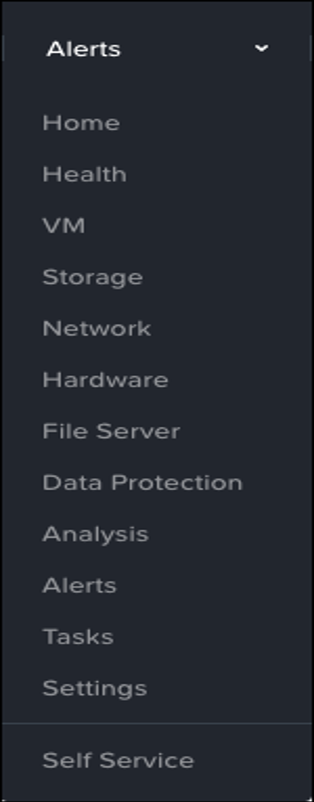 Alerts
Home
Health
VM
Storage
Network
Hardware
File Server
Data Protection
Analysis
Alerts
Tasks
Settings
Self Service